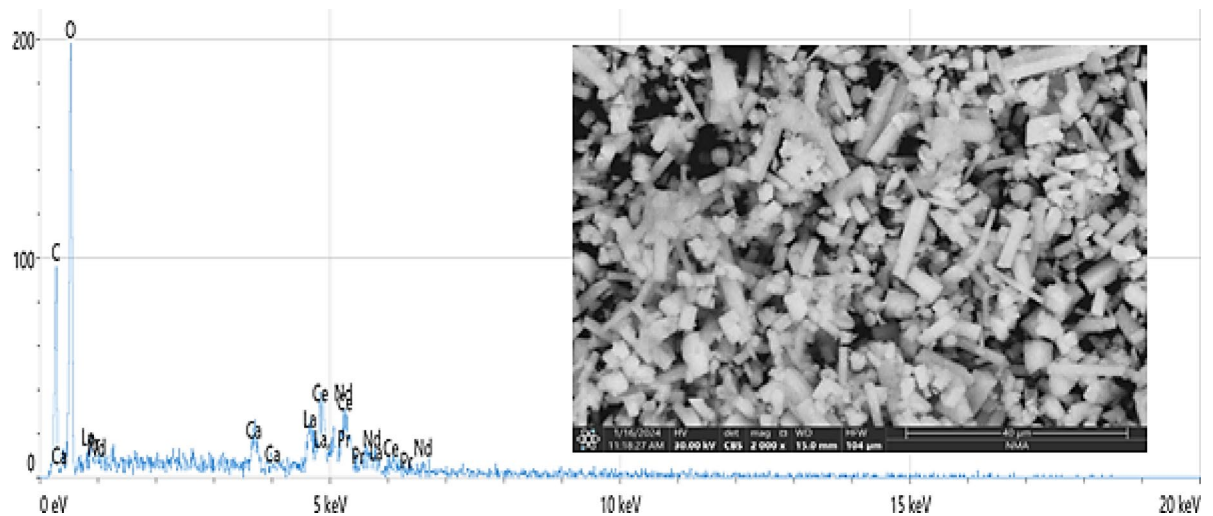 200
O
C
100
Ce
Nd
Ce
La
Ca
La
Pr
La
Nd
Ca
Ca
Pr
Nd
La
Ce
Pr
Nd
0
0 eV
5 keV
10 keV
15 keV
20 keV
1/16/2024 HV det mag WD HFW 40 µm
11:18:27 AM 30.00 kV CBS 2 000 x 15.0 mm 104 µm NMA